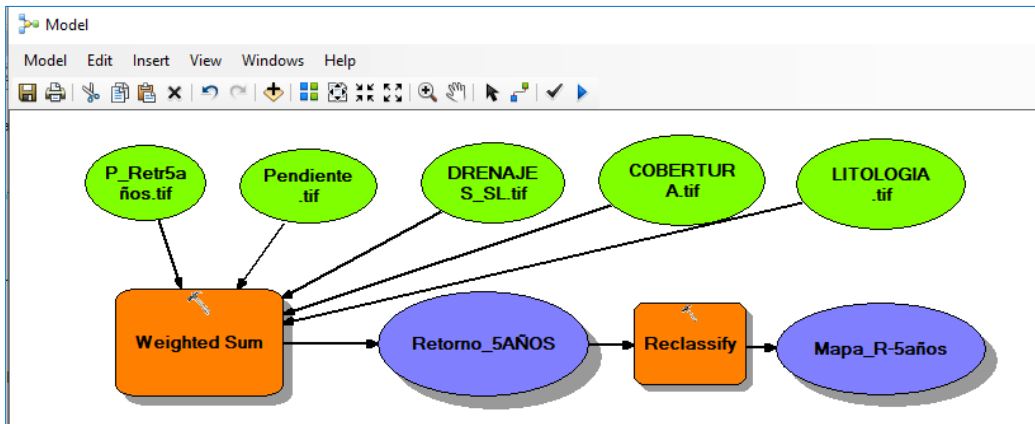 Model
Model Edit Insert View Windows Help
P_Retr5a
ños.tif
Pendiente
.tif
DRENAJE
S_SL.tif
COBERTUR
A.tif
LITOLOGIA
.tif
Weighted Sum
Retorno_5AÑOS
Reclassify
Mapa_R-5años